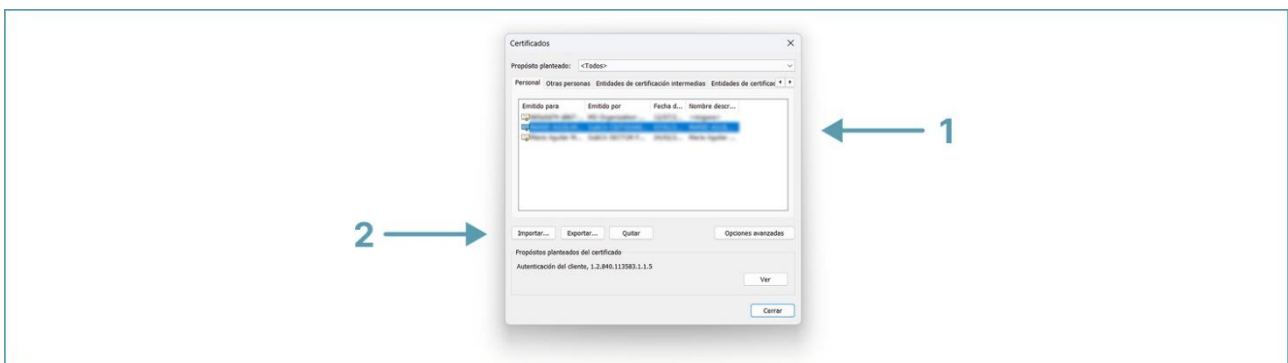 Certificados
Propósito planteado: <Todos>
Personal Otras personas Entidades de certificación intermedias Entidades de certificac
Emitido para Emitido por Fecha d... Nombre descr...
1
2
Importar... Exportar... Quitar Opciones avanzadas
Propósitos planteados del certificado
Autenticación del cliente, 1.2.840.113583.1.1.5
Ver
Cerrar